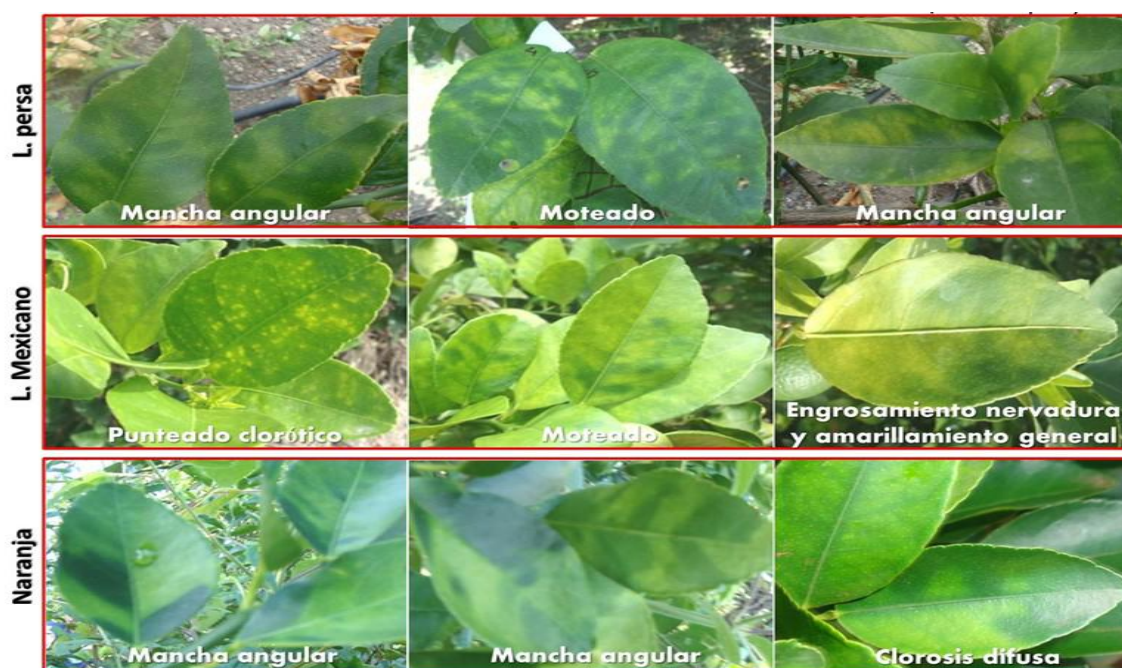 L. persa
Mancha angular
Moteado
Mancha angular
L. Mexicano
Punteado clorótico
Moteado
Engrosamiento nervadura
y amarillamiento general
Naranja
Mancha angular
Mancha angular
Clorosis difusa